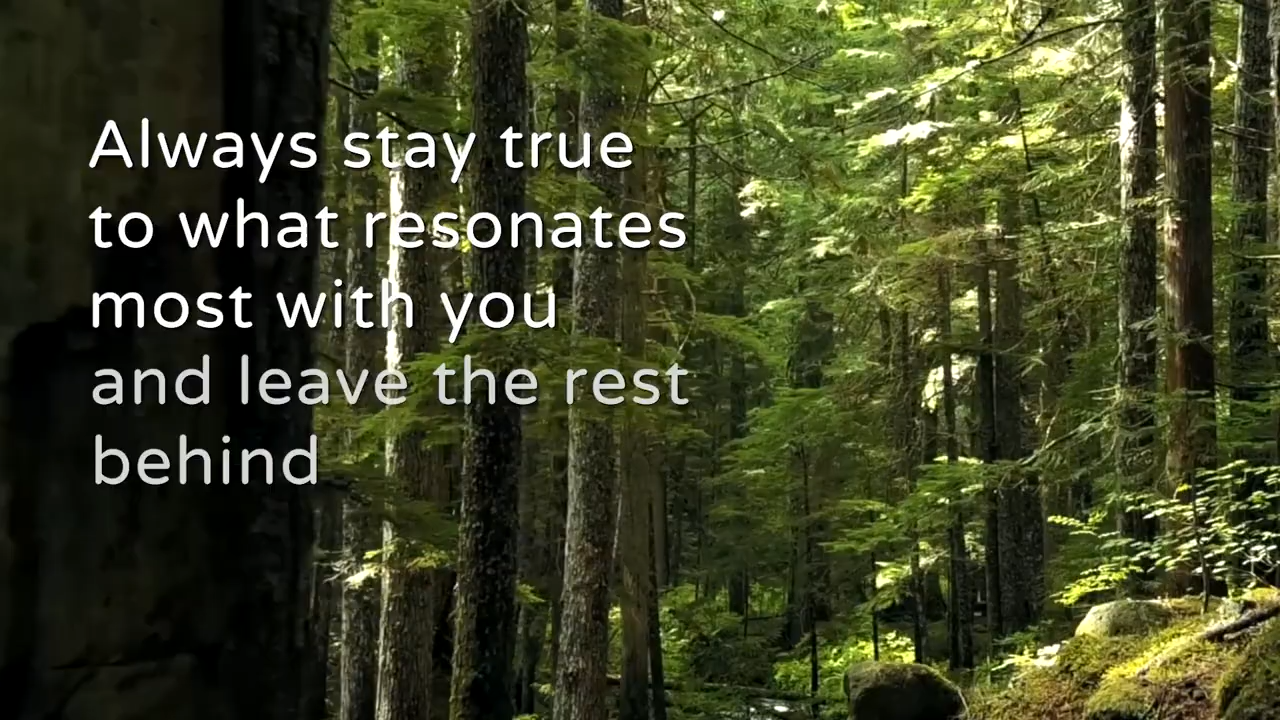 Always stay true
to what resonates
most with you
and leave the rest
behind